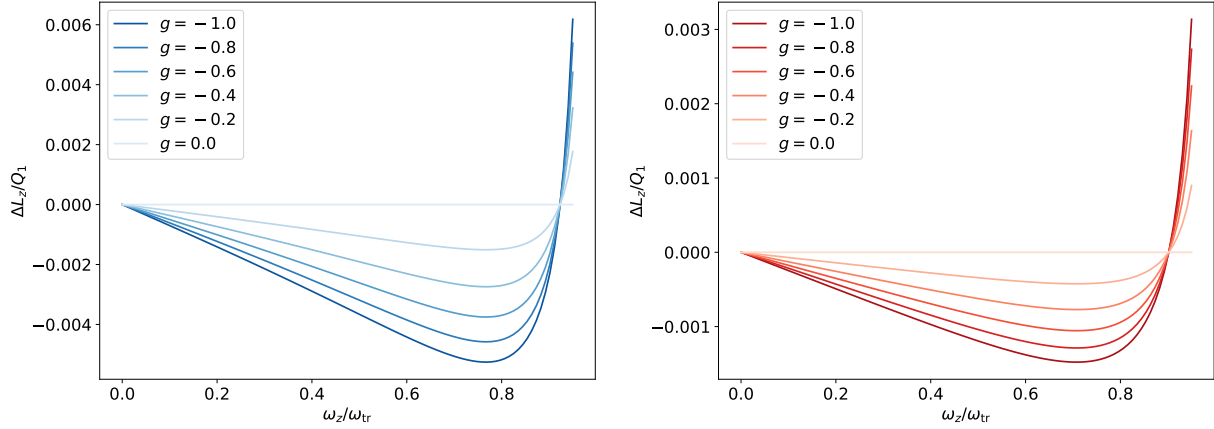 0.006
0.004
0.002
0.000
−0.002
−0.004
ΔL_z/Q_1
g = −1.0
g = −0.8
g = −0.6
g = −0.4
g = −0.2
g = 0.0
0.0 0.2 0.4 0.6 0.8
ω_z/ω_tr
0.003
0.002
0.001
0.000
−0.001
ΔL_z/Q_1
g = −1.0
g = −0.8
g = −0.6
g = −0.4
g = −0.2
g = 0.0
0.0 0.2 0.4 0.6 0.8
ω_z/ω_tr